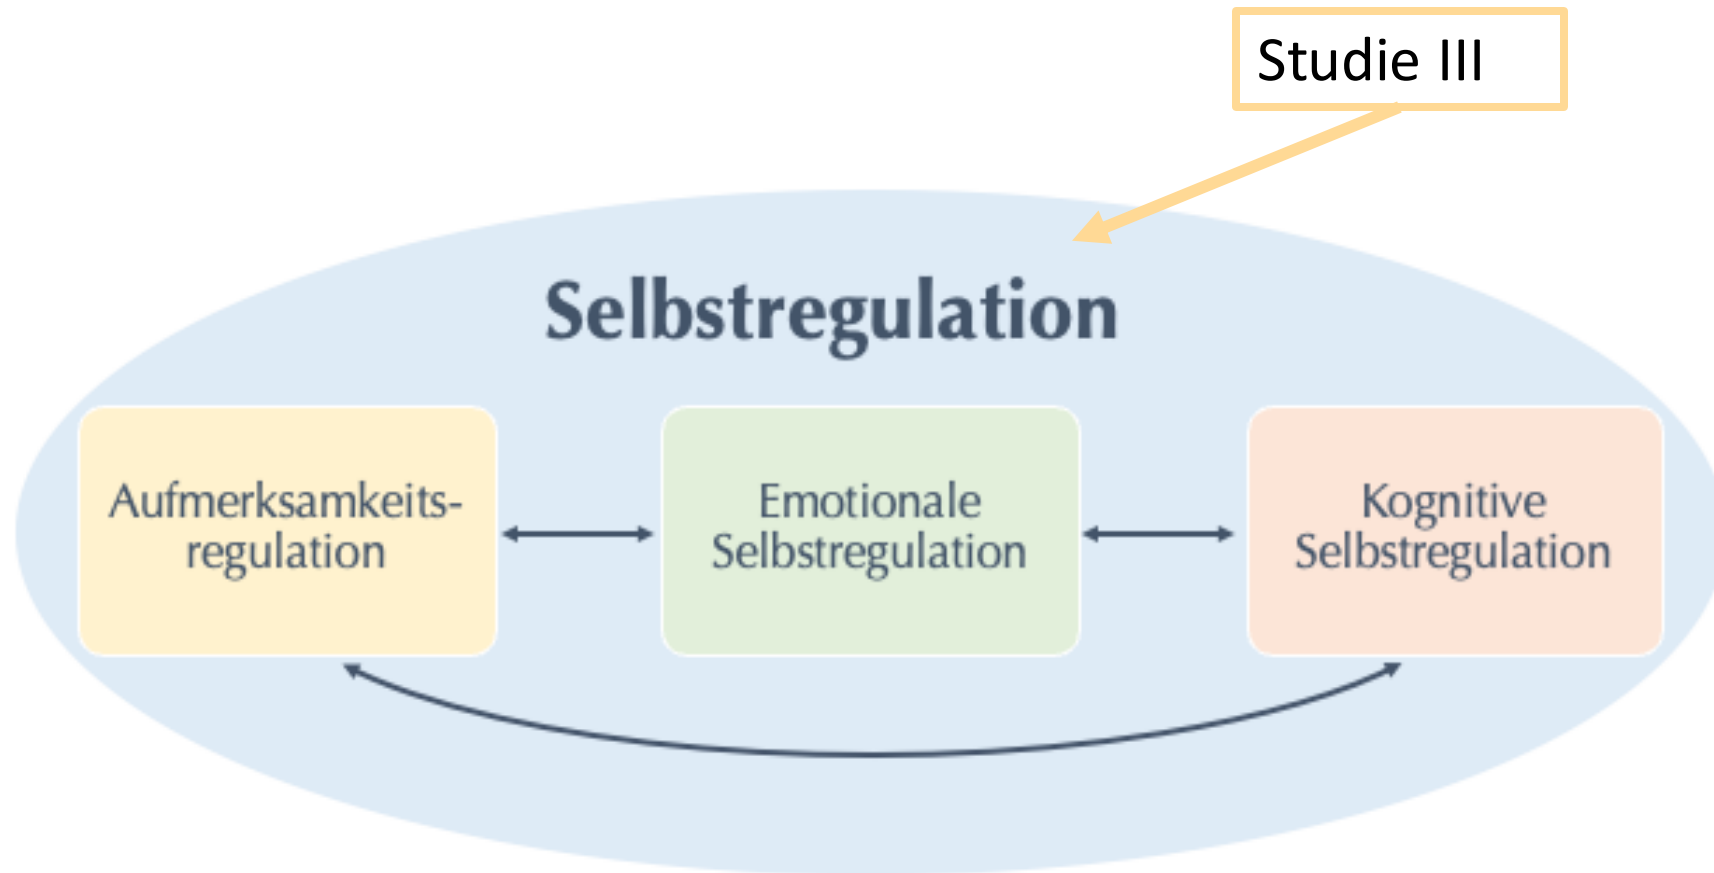 Studie III
Selbstregulation
Aufmerksamkeits-
regulation
Emotionale
Selbstregulation
Kognitive
Selbstregulation